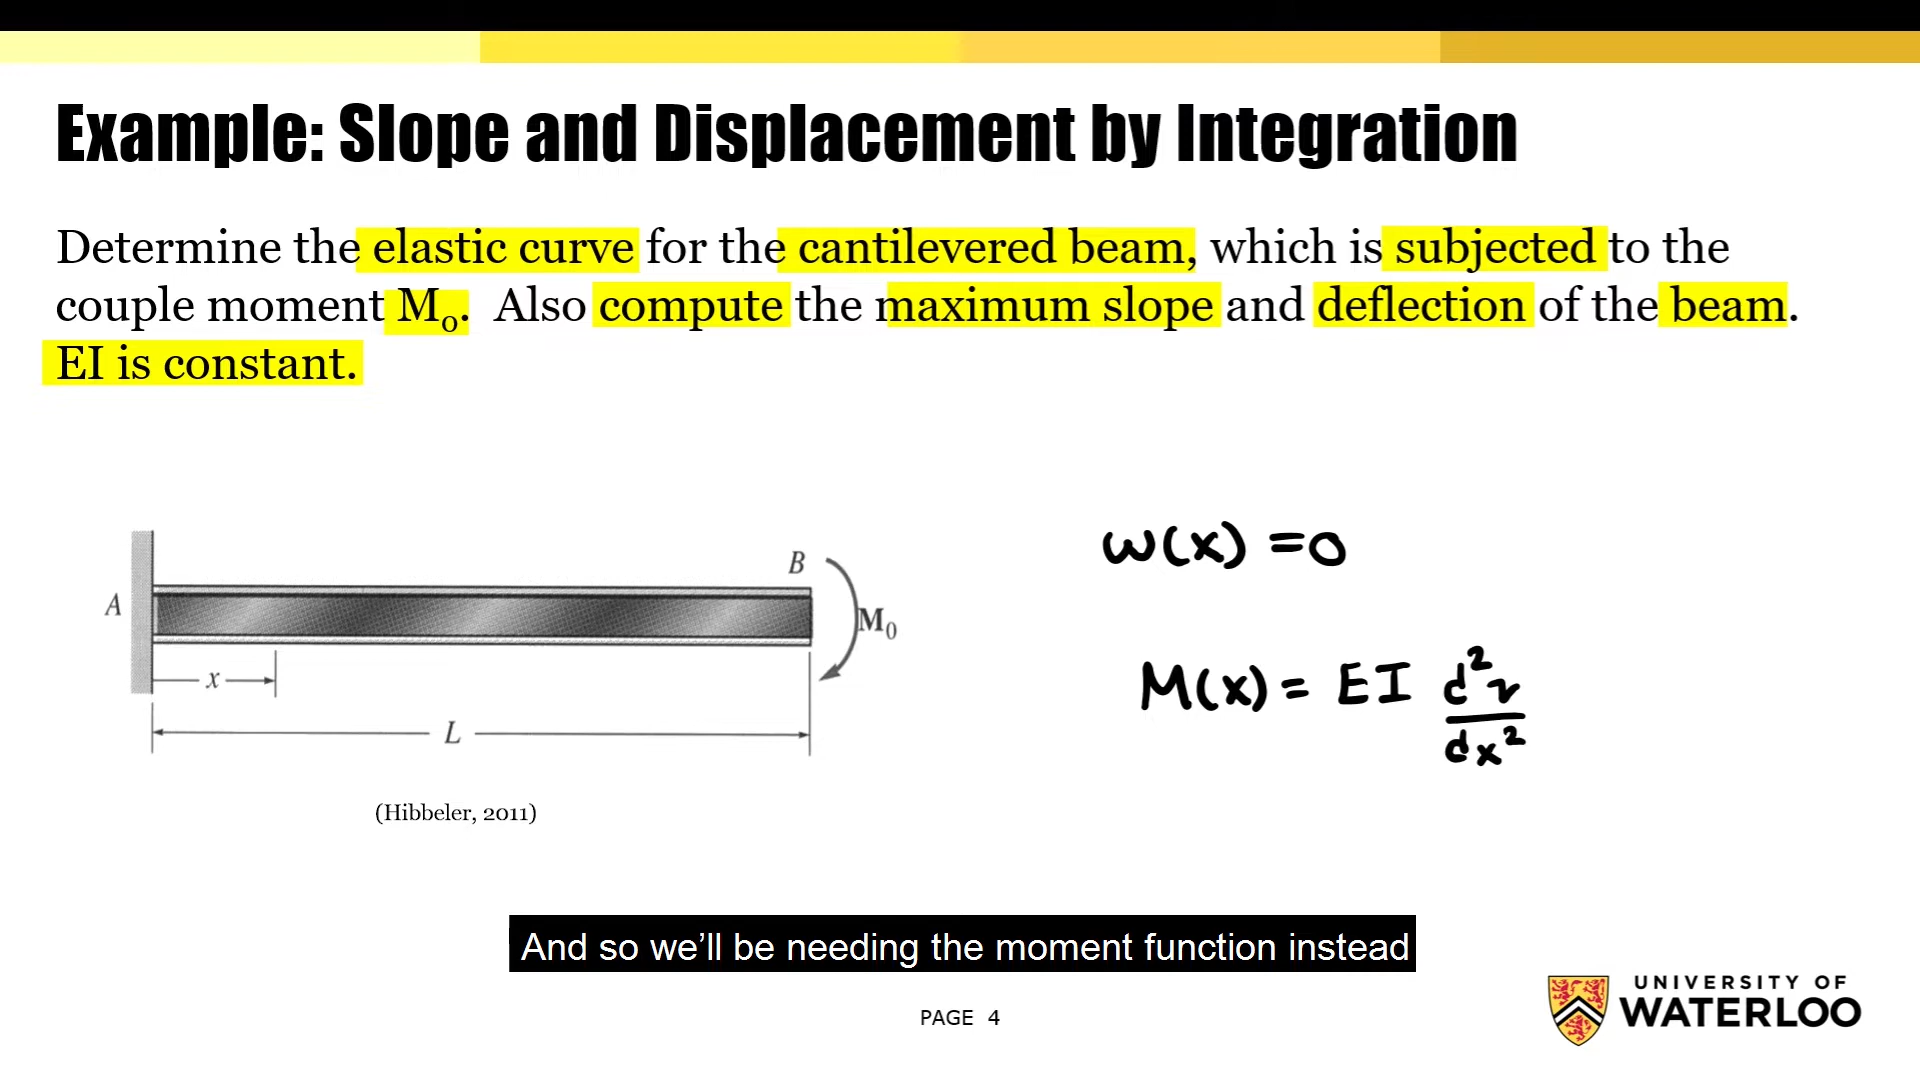 Example: Slope and Displacement by Integration
Determine the elastic curve for the cantilevered beam, which is subjected to the
couple moment M₀. Also compute the maximum slope and deflection of the beam.
EI is constant.
w(x) = 0
B
A
M₀
x
M(x) = EI d²v/dx²
L
(Hibbeler, 2011)
And so we’ll be needing the moment function instead
PAGE 4
UNIVERSITY OF
WATERLOO